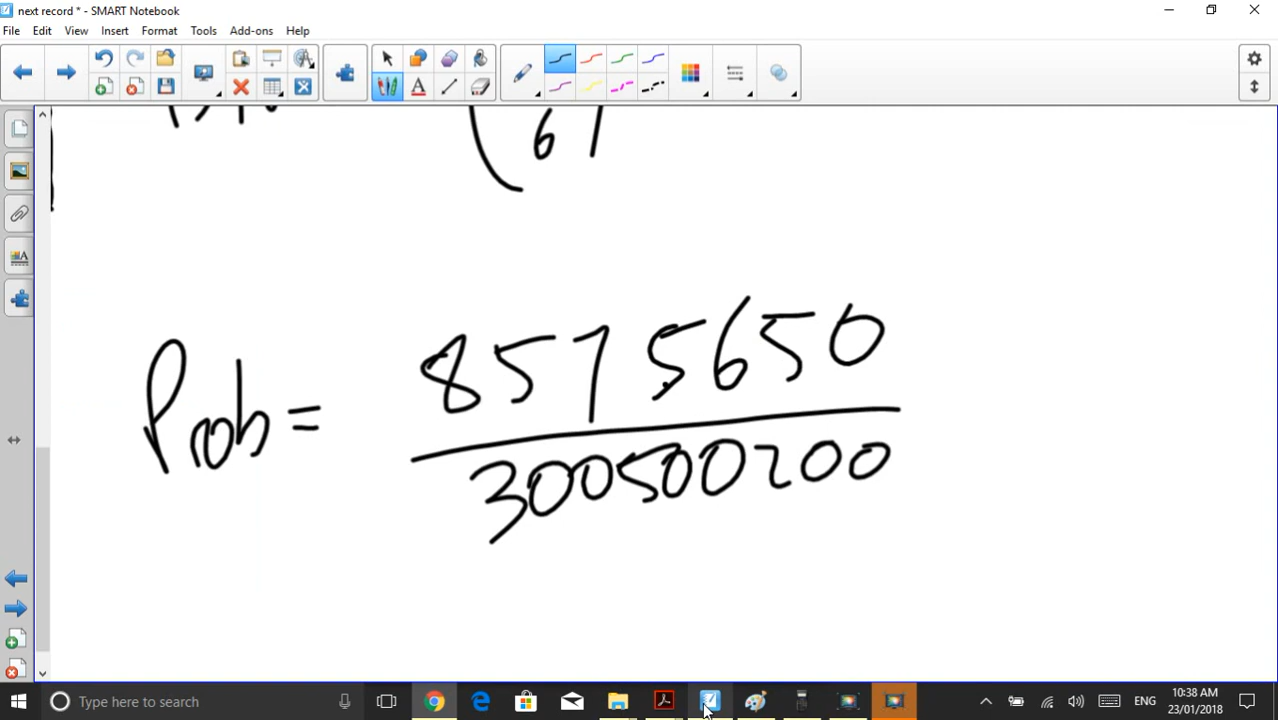 next record * - SMART Notebook
File Edit View Insert Format Tools Add-ons Help
6
Prob = 8575650
300500200
Type here to search
ENG
10:38 AM
23/01/2018